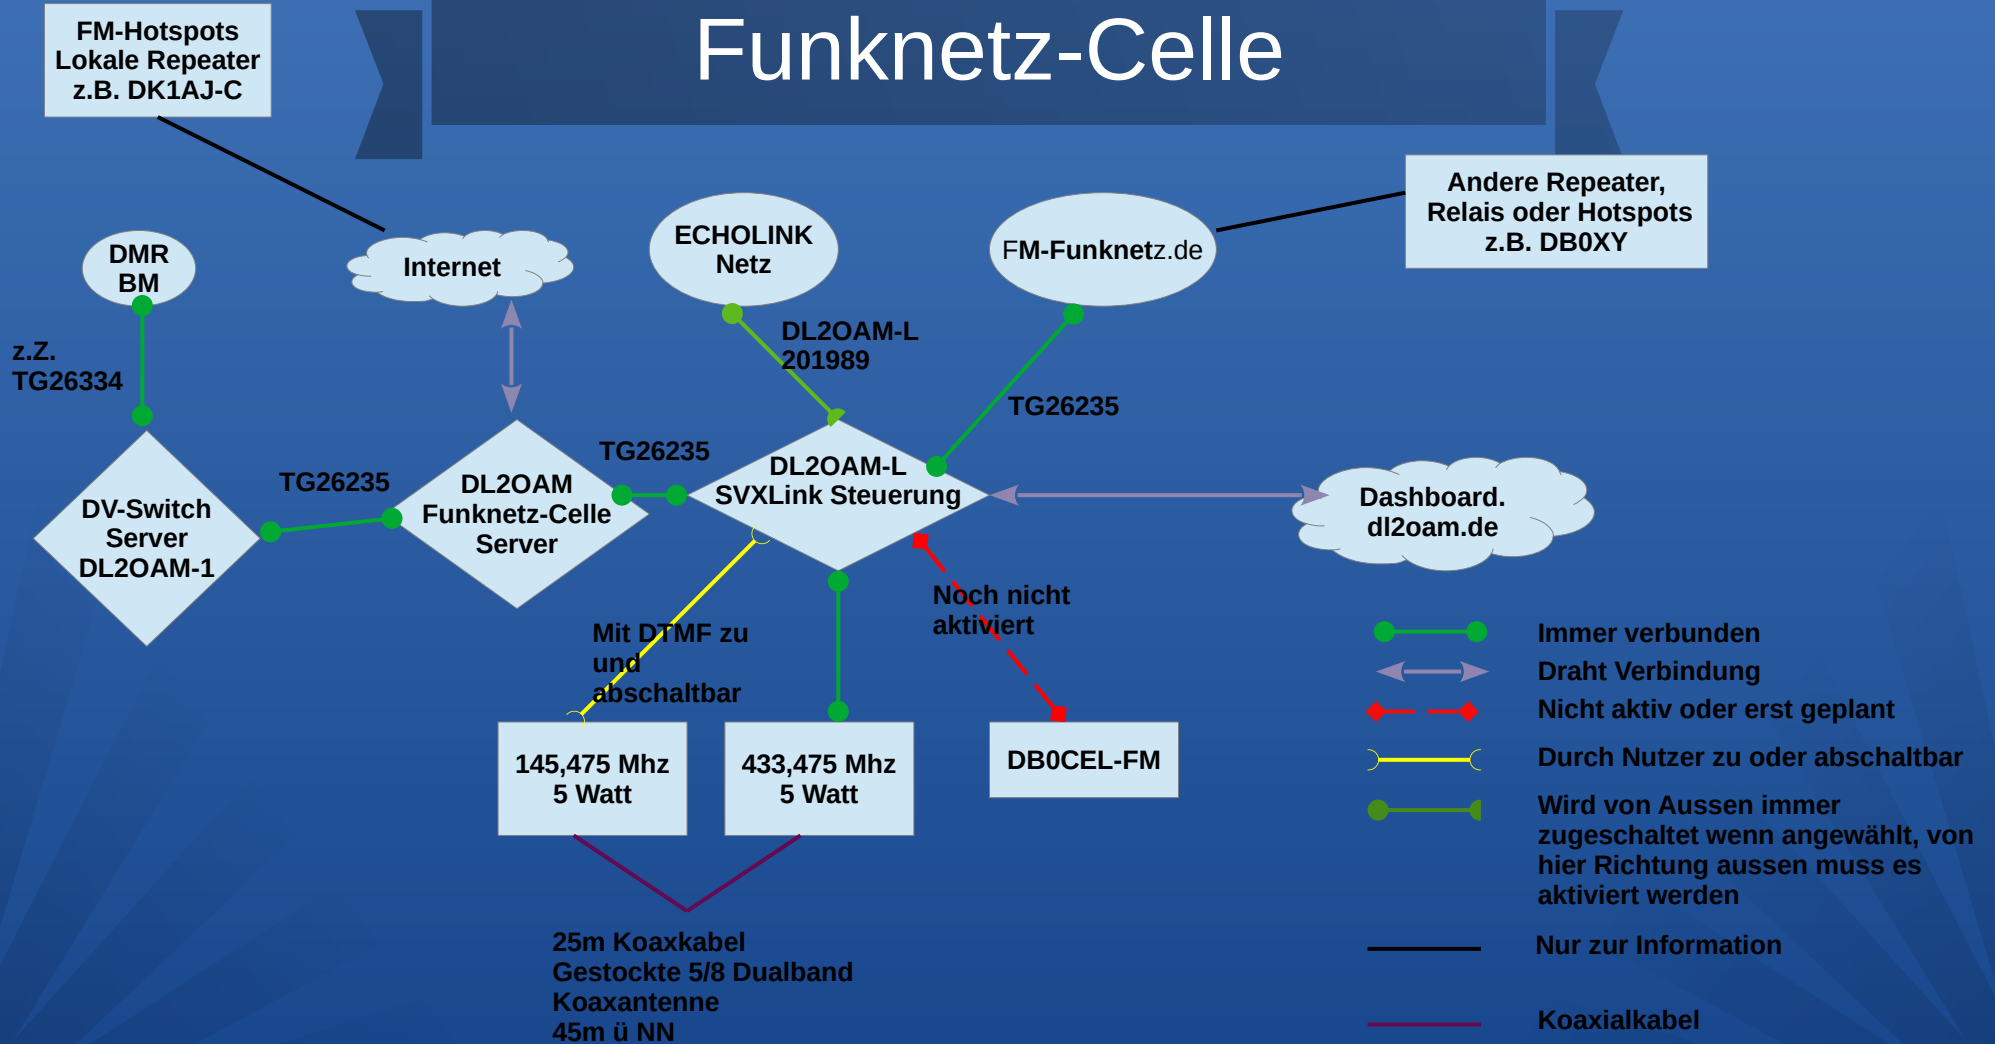 Funknetz-Celle
FM-Hotspots
Lokale Repeater
z.B. DK1AJ-C
Andere Repeater,
Relais oder Hotspots
z.B. DB0XY
DMR
BM
Internet
ECHOLINK
Netz
FM-Funknetz.de
z.Z.
TG26334
DL2OAM-L
201989
TG26235
TG26235
TG26235
DV-Switch
Server
DL2OAM-1
DL2OAM
Funknetz-Celle
Server
DL2OAM-L
SVXLink Steuerung
Dashboard.
dl2oam.de
Mit DTMF zu
und
abschaltbar
Noch nicht
aktiviert
145,475 Mhz
5 Watt
433,475 Mhz
5 Watt
DB0CEL-FM
25m Koaxkabel
Gestockte 5/8 Dualband
Koaxantenne
45m ü NN
Immer verbunden
Draht Verbindung
Nicht aktiv oder erst geplant
Durch Nutzer zu oder abschaltbar
Wird von Aussen immer
zugeschaltet wenn angewählt, von
hier Richtung aussen muss es
aktiviert werden
Nur zur Information
Koaxialkabel